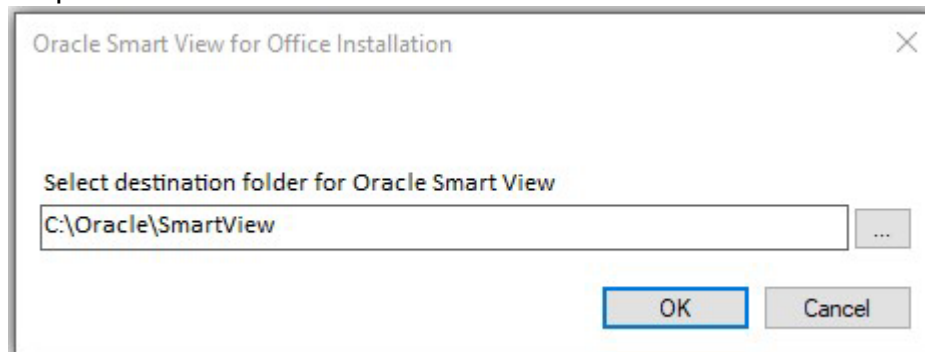 Oracle Smart View for Office Installation
Select destination folder for Oracle Smart View
C:\Oracle\SmartView
...
OK Cancel